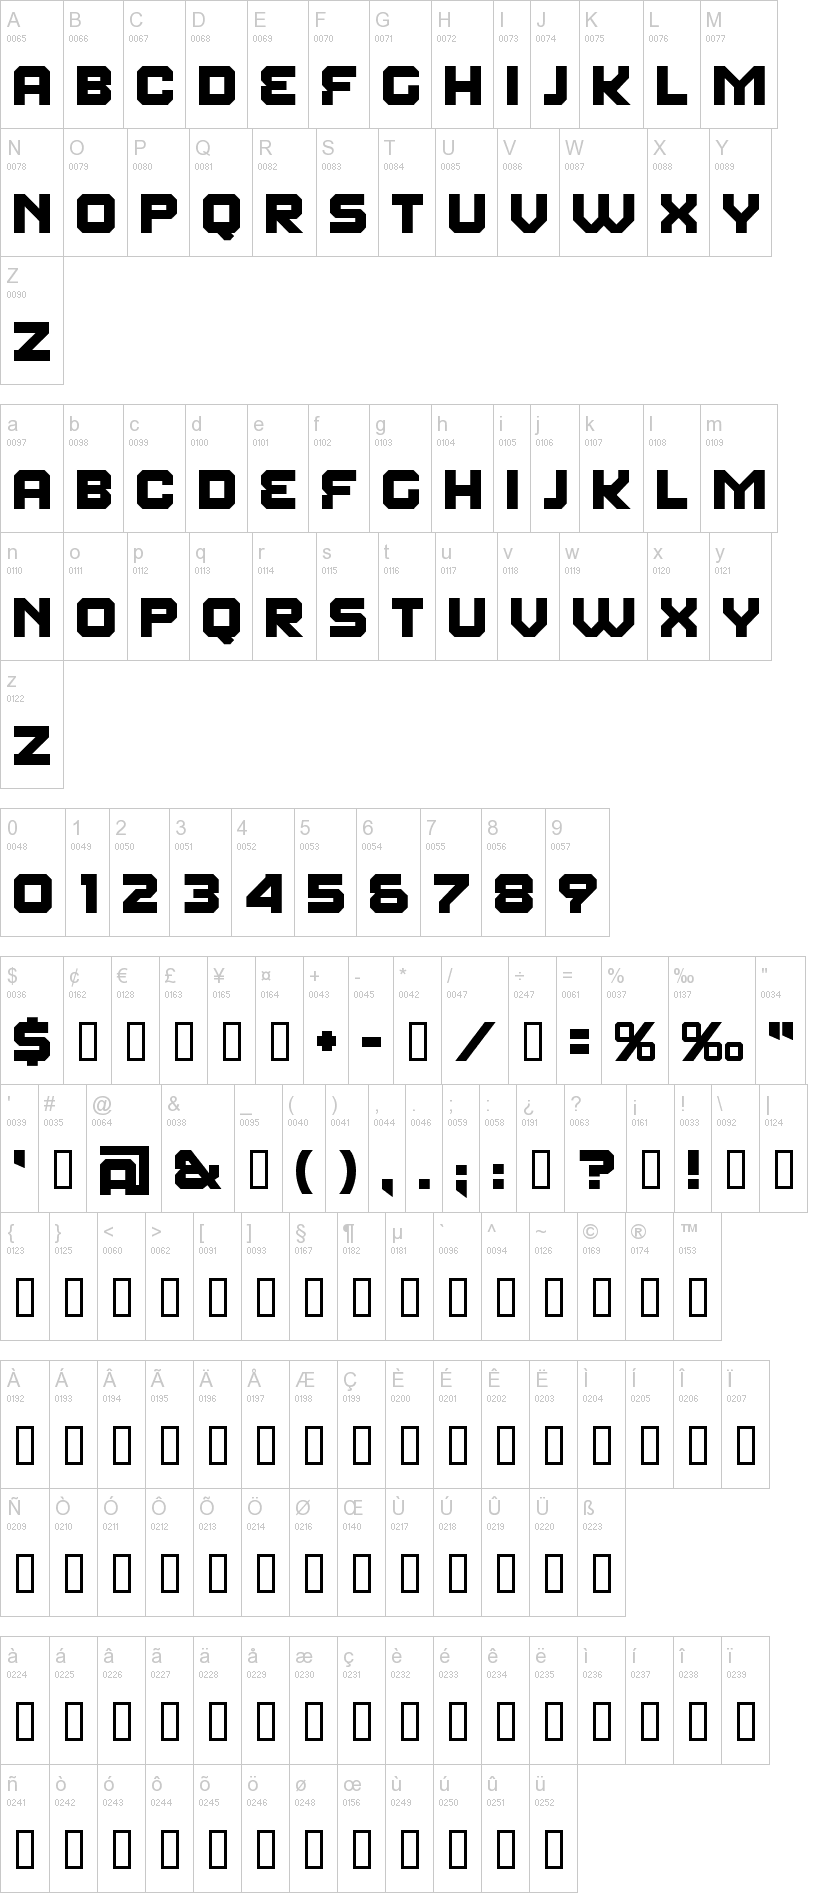 A B C D E F G H I J K L M
0065 0066 0067 0068 0069 0070 0071 0072 0073 0074 0075 0076 0077
A B C D E F G H I J K L M
N O P Q R S T U V W X Y
0078 0079 0080 0081 0082 0083 0084 0085 0086 0087 0088 0089
N O P Q R S T U V W X Y
Z
0090
Z
a b c d e f g h i j k l m
0097 0098 0099 0100 0101 0102 0103 0104 0105 0106 0107 0108 0109
A B C D E F G H I J K L M
n o p q r s t u v w x y
0110 0111 0112 0113 0114 0115 0116 0117 0118 0119 0120 0121
N O P Q R S T U V W X Y
z
0122
Z
0 1 2 3 4 5 6 7 8 9
0048 0049 0050 0051 0052 0053 0054 0055 0056 0057
0 1 2 3 4 5 6 7 8 9
$ ¢ € £ ¥ ¤ + - * / ÷ = % ‰ "
0036 0162 0128 0163 0165 0164 0043 0045 0042 0047 0247 0061 0037 0137 0034
$ + - / = % ‰ "
' # @ & _ ( ) , . ; : ¿ ? ¡ ! \ |
0039 0035 0064 0038 0095 0040 0041 0044 0046 0059 0058 0191 0063 0161 0033 0092 0124
' @ & ( ) , . ; : ? !
{ } < > [ ] § ¶ µ ` ^ ~ © ® ™
0123 0125 0060 0062 0091 0093 0167 0182 0181 0096 0094 0126 0169 0174 0153
À Á Â Ã Ä Å Æ Ç È É Ê Ë Ì Í Î Ï
0192 0193 0194 0195 0196 0197 0198 0199 0200 0201 0202 0203 0204 0205 0206 0207
Ñ Ò Ó Ô Õ Ö Ø Œ Ù Ú Û Ü ß
0209 0210 0211 0212 0213 0214 0216 0140 0217 0218 0219 0220 0223
à á â ã ä å æ ç è é ê ë ì í î ï
0224 0225 0226 0227 0228 0229 0230 0231 0232 0233 0234 0235 0236 0237 0238 0239
ñ ò ó ô õ ö ø œ ù ú û ü
0241 0242 0243 0244 0245 0246 0248 0156 0249 0250 0251 0252